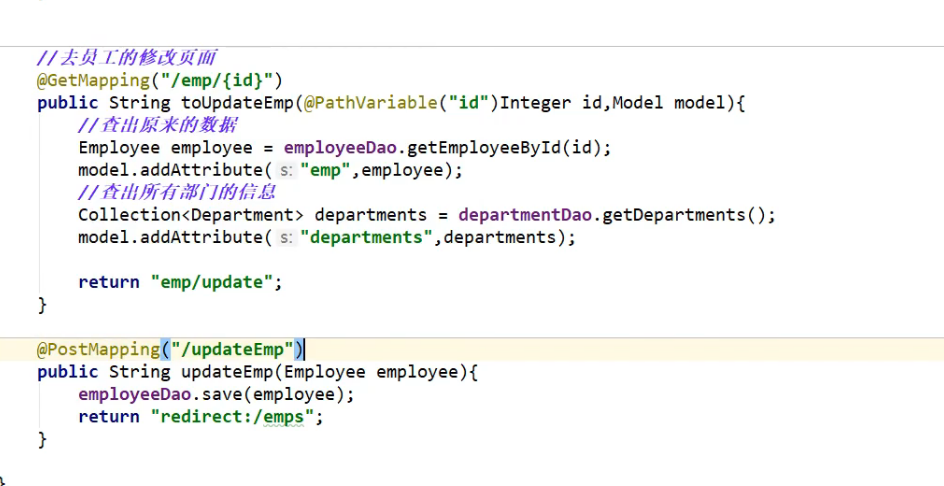 //去员工的修改页面
@GetMapping("/emp/{id}")
public String toUpdateEmp(@PathVariable("id")Integer id,Model model){
//查出原来的数据
Employee employee = employeeDao.getEmployeeById(id);
model.addAttribute( s: "emp",employee);
//查出所有部门的信息
Collection<Department> departments = departmentDao.getDepartments();
model.addAttribute( s: "departments",departments);
return "emp/update";
}
@PostMapping("/updateEmp")
public String updateEmp(Employee employee){
employeeDao.save(employee);
return "redirect:/emps";
}
}